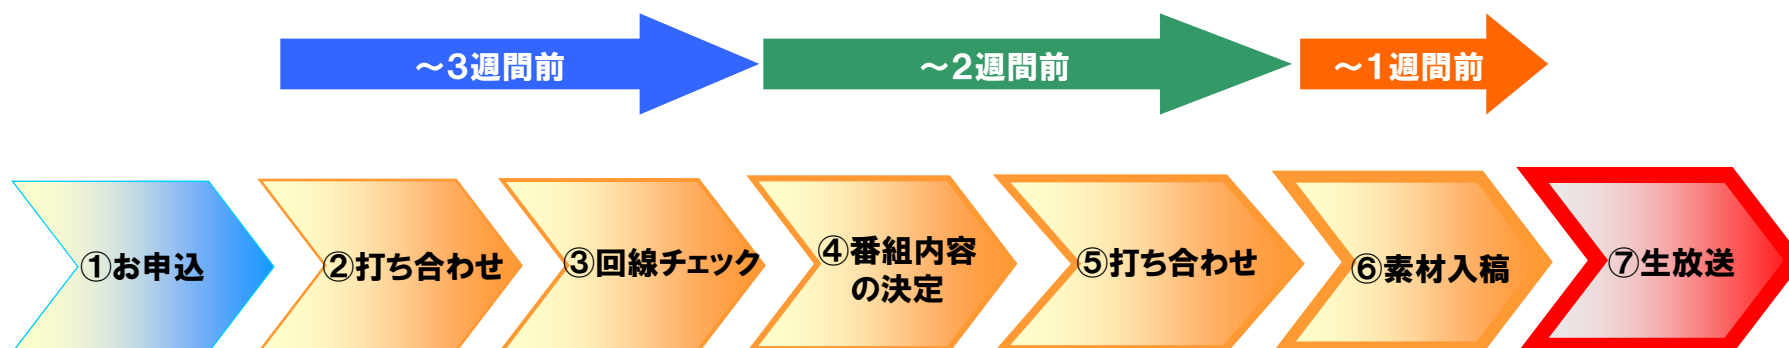 ～3週間前
～2週間前
～1週間前
①お申込
②打ち合わせ
③回線チェック
④番組内容
の決定
⑤打ち合わせ
⑥素材入稿
⑦生放送